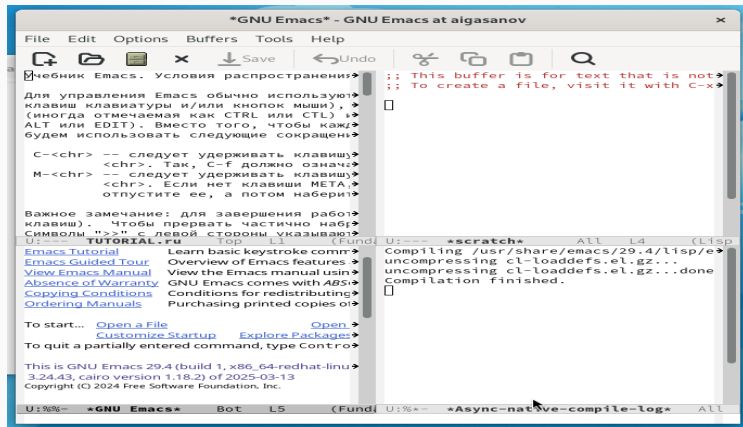 *GNU Emacs* - GNU Emacs at aigasanov
File Edit Options Buffers Tools Help
Save Undo
Учебник Emacs. Условия распространения
Для управления Emacs обычно используют
клавиш клавиатуры и/или кнопок мыши),
(иногда отмечаемая как CTRL или CTL) и
ALT или EDIT). Вместо того, чтобы кажд
будем использовать следующие сокращени
C-<chr> -- следует удерживать клавишу
<chr>. Так, C-f должно означа
M-<chr> -- следует удерживать клавишу
<chr>. Если нет клавиши META,
отпустите ее, а потом наберит
Важное замечание: для завершения работ
клавиш). Чтобы прервать частично набр
Символы ">>" с левой стороны указывают
U:--- TUTORIAL.ru Top L1 (Fund
;; This buffer is for text that is not
;; To create a file, visit it with C-x
U:--- *scratch* All L4 (Lisp
Emacs Tutorial Learn basic keystroke comm
Emacs Guided Tour Overview of Emacs features
View Emacs Manual View the Emacs manual usin
Absence of Warranty GNU Emacs comes with ABS
Copying Conditions Conditions for redistributing
Ordering Manuals Purchasing printed copies o
To start... Open a File Open
Customize Startup Explore Packages
To quit a partially entered command, type Contro
This is GNU Emacs 29.4 (build 1, x86_64-redhat-linu
3.24.43, cairo version 1.18.2) of 2025-03-13
Copyright (C) 2024 Free Software Foundation, Inc.
U:%%- *GNU Emacs* Bot L5 (Fund
Compiling /usr/share/emacs/29.4/lisp/e
uncompressing cl-loaddefs.el.gz...
uncompressing cl-loaddefs.el.gz...done
Compilation finished.
U:%*- *Async-native-compile-log* All